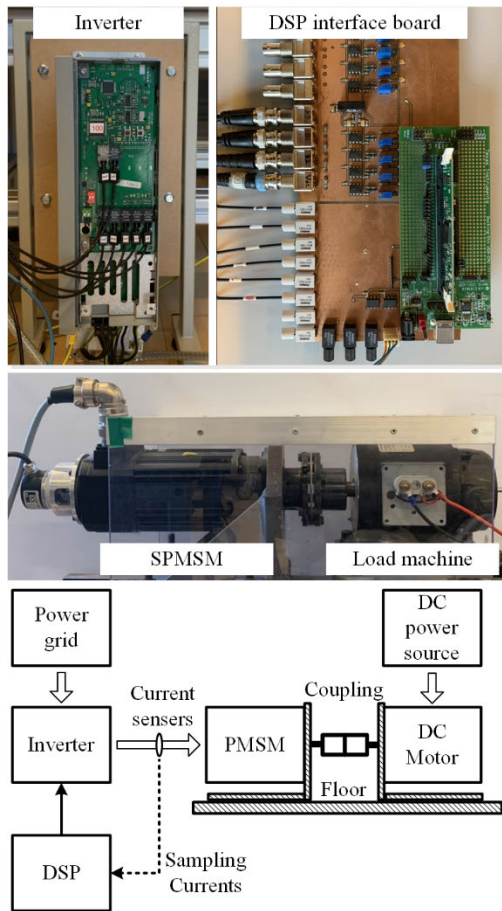 Inverter
DSP interface board
100
SPMSM
Load machine
Power
grid
DC
power
source
Current
sensers
Coupling
Inverter
PMSM
DC
Motor
Floor
DSP
Sampling
Currents